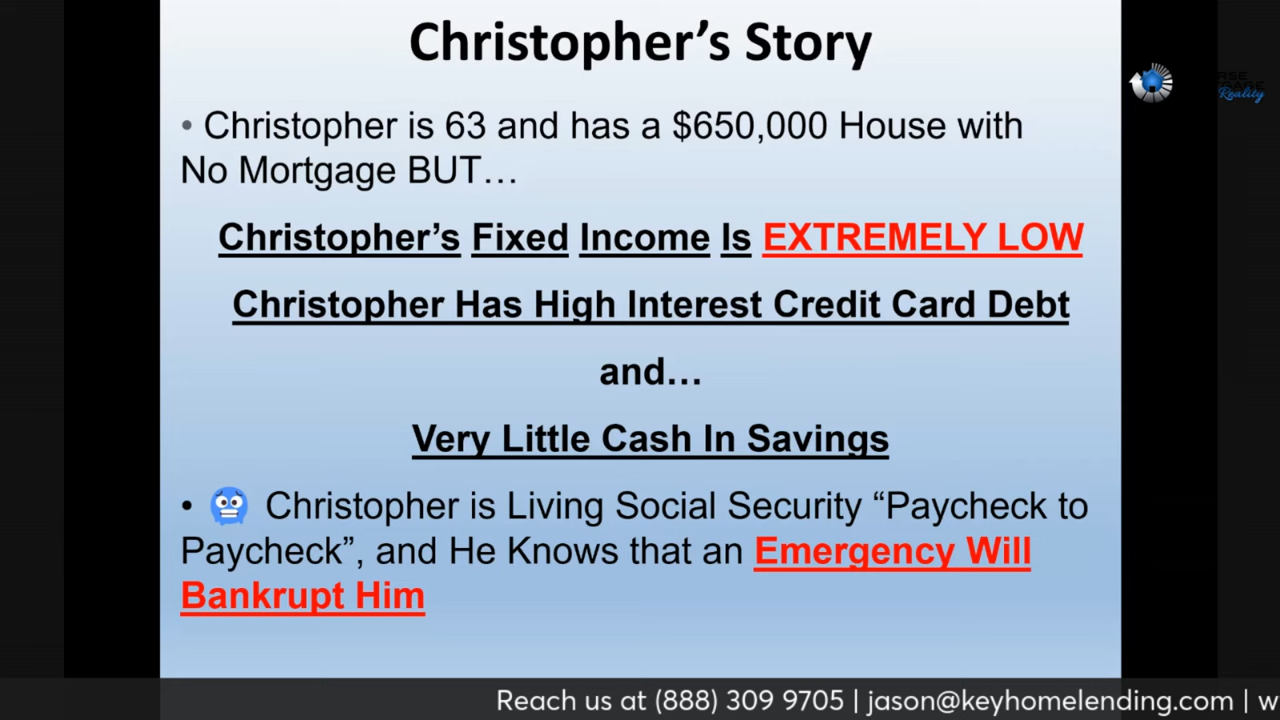 Christopher’s Story
• Christopher is 63 and has a $650,000 House with
No Mortgage BUT…
Christopher’s Fixed Income Is EXTREMELY LOW
Christopher Has High Interest Credit Card Debt
and…
Very Little Cash In Savings
• Christopher is Living Social Security “Paycheck to
Paycheck”, and He Knows that an Emergency Will
Bankrupt Him
Reality
Reach us at (888) 309 9705 | jason@keyhomelending.com | w